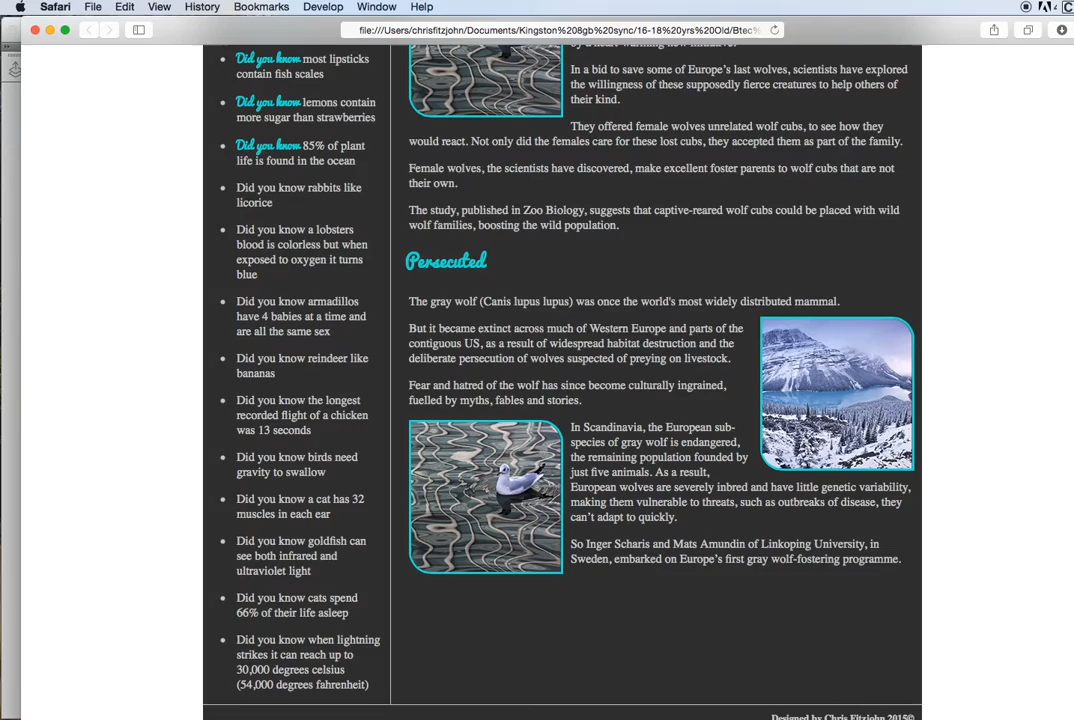 Safari File Edit View History Bookmarks Develop Window Help
file:///Users/chrisfitzjohn/Documents/Kingston%208gb%20sync/16-18%20yrs%20Old/Btec%
Did you know most lipsticks
contain fish scales
Did you know lemons contain
more sugar than strawberries
Did you know 85% of plant
life is found in the ocean
Did you know rabbits like
licorice
Did you know a lobsters
blood is colorless but when
exposed to oxygen it turns
blue
Did you know armadillos
have 4 babies at a time and
are all the same sex
Did you know reindeer like
bananas
Did you know the longest
recorded flight of a chicken
was 13 seconds
Did you know birds need
gravity to swallow
Did you know a cat has 32
muscles in each ear
Did you know goldfish can
see both infrared and
ultraviolet light
Did you know cats spend
66% of their life asleep
Did you know when lightning
strikes it can reach up to
30,000 degrees celsius
(54,000 degrees fahrenheit)
by a heart-warming new initiative.
In a bid to save some of Europe's last wolves, scientists have explored
the willingness of these supposedly fierce creatures to help others of
their kind.
They offered female wolves unrelated wolf cubs, to see how they
would react. Not only did the females care for these lost cubs, they accepted them as part of the family.
Female wolves, the scientists have discovered, make excellent foster parents to wolf cubs that are not
their own.
The study, published in Zoo Biology, suggests that captive-reared wolf cubs could be placed with wild
wolf families, boosting the wild population.
Persecuted
The gray wolf (Canis lupus lupus) was once the world's most widely distributed mammal.
But it became extinct across much of Western Europe and parts of the
contiguous US, as a result of widespread habitat destruction and the
deliberate persecution of wolves suspected of preying on livestock.
Fear and hatred of the wolf has since become culturally ingrained,
fuelled by myths, fables and stories.
In Scandinavia, the European sub-
species of gray wolf is endangered,
the remaining population founded by
just five animals. As a result,
European wolves are severely inbred and have little genetic variability,
making them vulnerable to threats, such as outbreaks of disease, they
can't adapt to quickly.
So Inger Scharis and Mats Amundin of Linkoping University, in
Sweden, embarked on Europe's first gray wolf-fostering programme.
Designed by Chris Fitzjohn 2015©